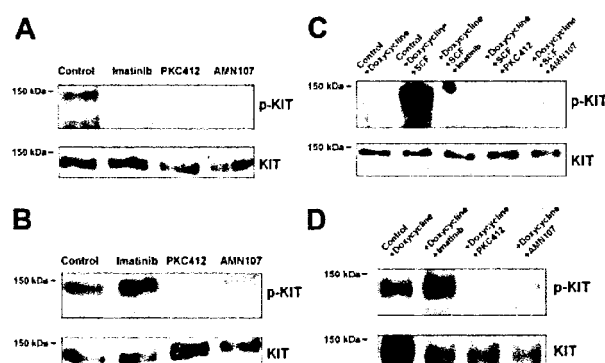 A
Control Imatinib PKC412 AMN107
150 kDa
p-KIT
150 kDa
KIT
B
Control Imatinib PKC412 AMN107
150 kDa
p-KIT
150 kDa
KIT
C
Control +Doxycycline
Control +Doxycycline +SCF
+Doxycycline +SCF +Imatinib
+Doxycycline +SCF +PKC412
+Doxycycline +SCF +AMN107
150 kDa
p-KIT
150 kDa
KIT
D
Control +Doxycycline
+Doxycycline +Imatinib
+Doxycycline +PKC412
+Doxycycline +AMN107
150 kDa
p-KIT
150 kDa
KIT